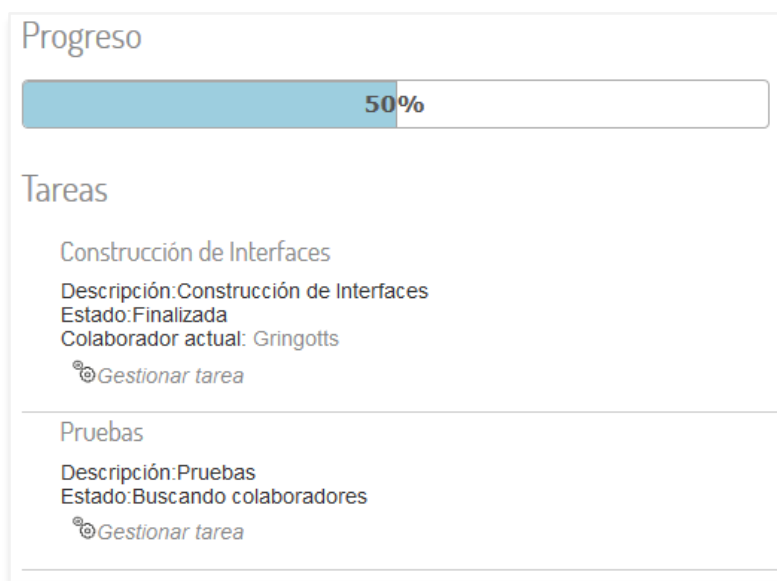 Progreso
50%
Tareas
Construcción de Interfaces
Descripción:Construcción de Interfaces
Estado:Finalizada
Colaborador actual: Gringotts
Gestionar tarea
Pruebas
Descripción:Pruebas
Estado:Buscando colaboradores
Gestionar tarea